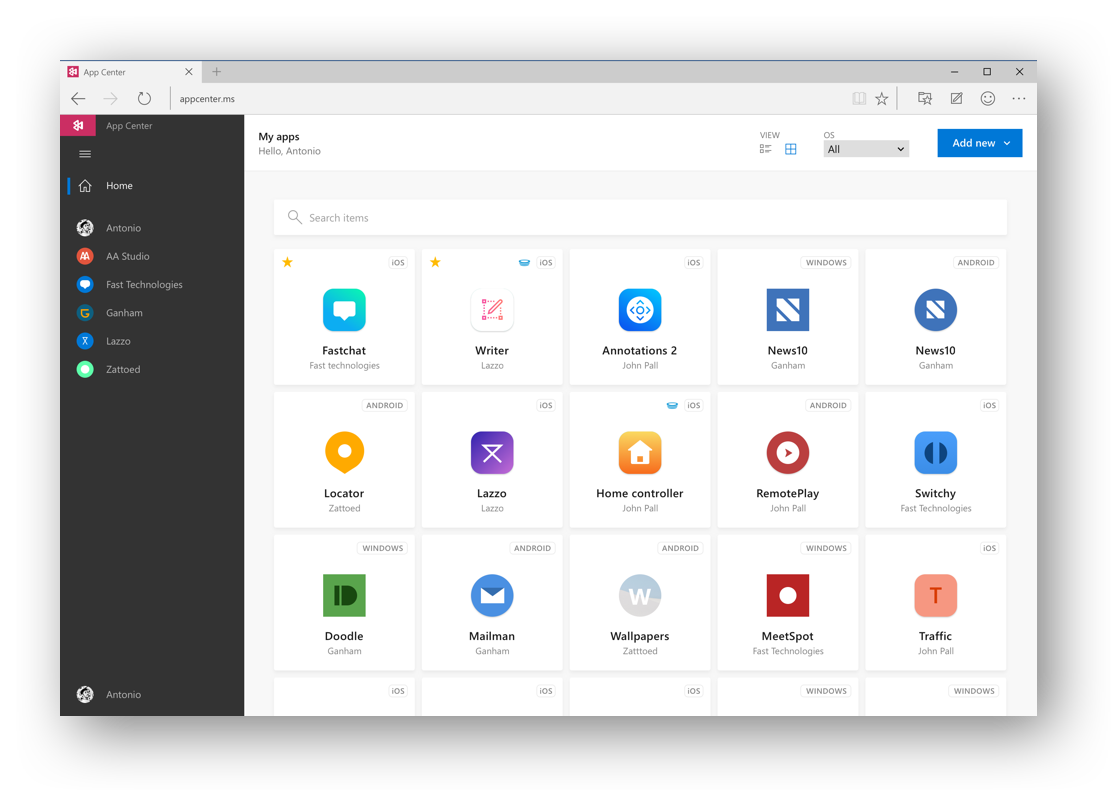 App Center
appcenter.ms
App Center
Home
Antonio
AA Studio
Fast Technologies
Ganham
Lazzo
Zattoed
Antonio
My apps
Hello, Antonio
VIEW
OS
All
Add new
Search items
iOS
Fastchat
Fast technologies
iOS
Writer
Lazzo
iOS
Annotations 2
John Pall
WINDOWS
News10
Ganham
ANDROID
News10
Ganham
ANDROID
Locator
Zattoed
iOS
Lazzo
Lazzo
iOS
Home controller
John Pall
ANDROID
RemotePlay
John Pall
iOS
Switchy
Fast Technologies
WINDOWS
Doodle
Ganham
ANDROID
Mailman
Ganham
ANDROID
W
Wallpapers
Zatttoed
WINDOWS
MeetSpot
Fast Technologies
iOS
T
Traffic
John Pall
iOS
iOS
iOS
WINDOWS
WINDOWS